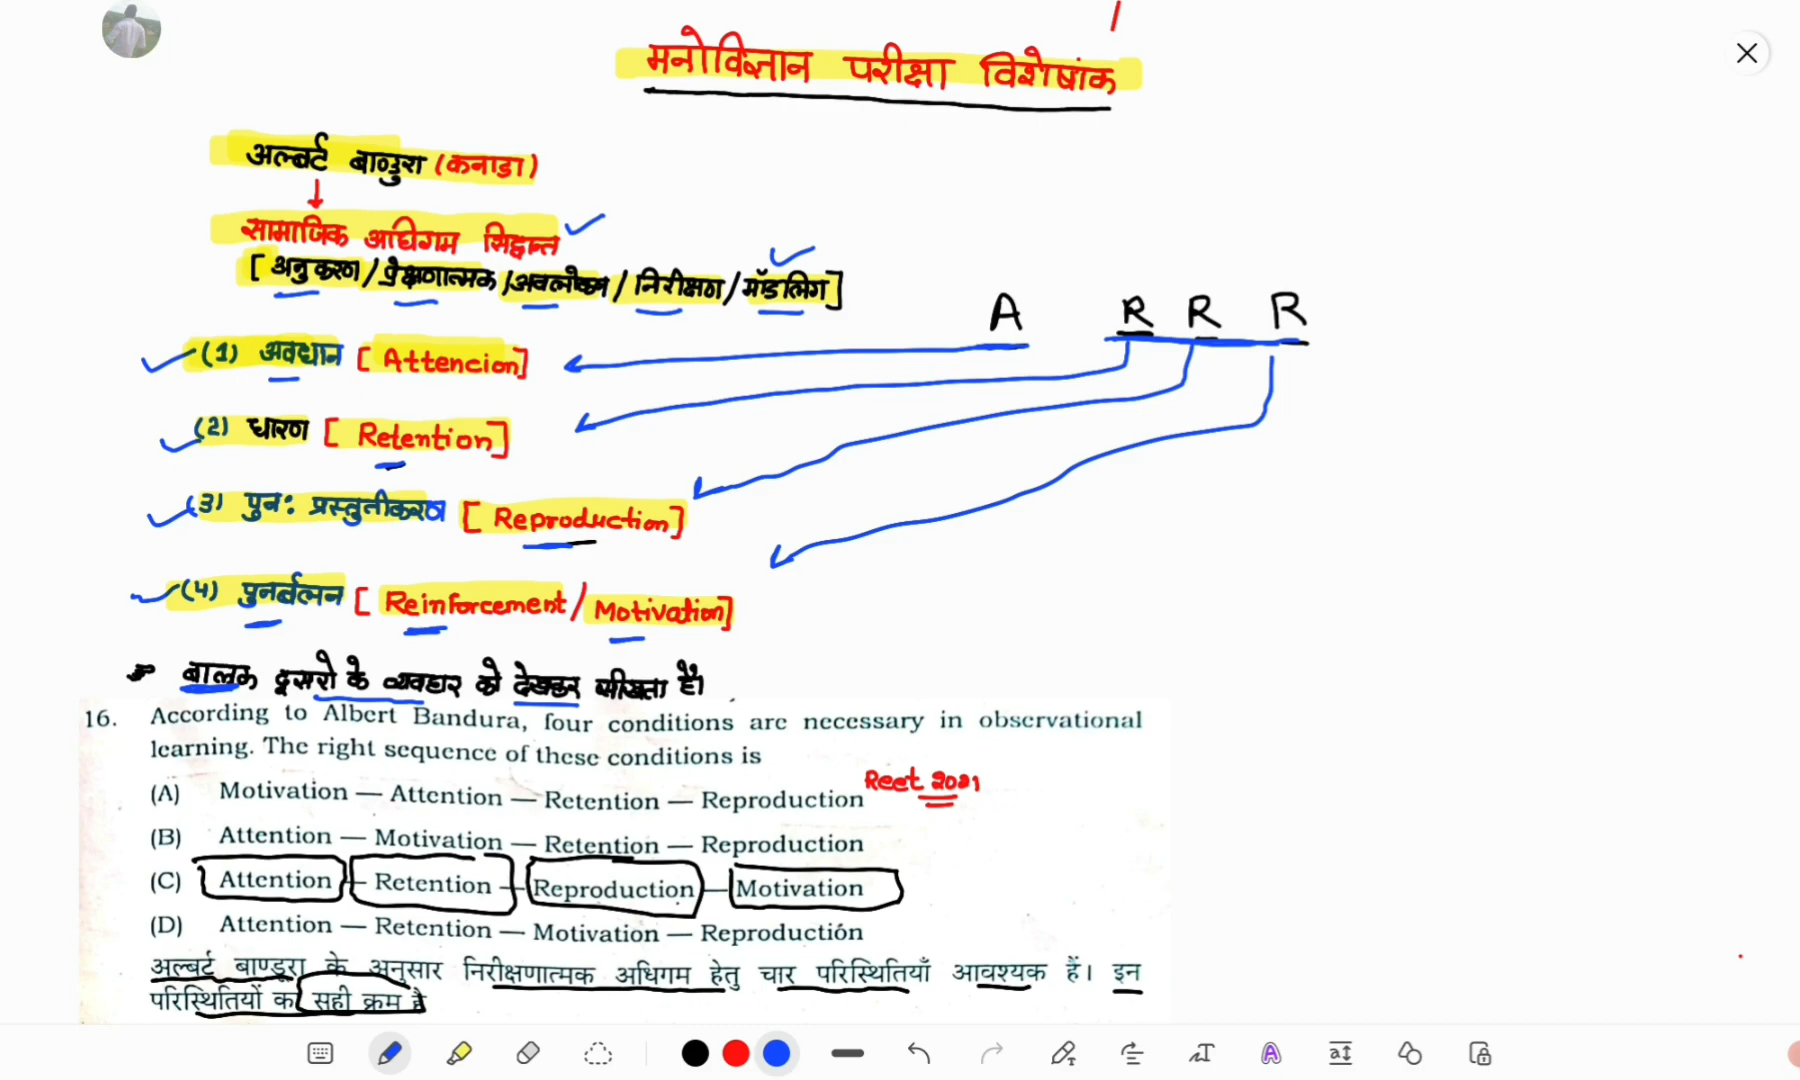 मनोविज्ञान परीक्षा विशेषांक
अल्बर्ट बाण्डुरा (कनाडा)
सामाजिक अधिगम सिद्धान्त
[ अनुकरण / प्रेक्षणात्मक / अवलोकन / निरीक्षण / मॉडलिंग ]
A R R R
(1) अवधान [ Attencion]
(2) धारण [ Retention]
(3) पुनः प्रस्तुतीकरण [ Reproduction]
(4) पुनर्बलन [ Reinforcement / Motivation]
बालक दूसरो के व्यवहार को देखकर सीखता है।
16. According to Albert Bandura, four conditions are necessary in observational
learning. The right sequence of these conditions is
Reet 2021
(A) Motivation — Attention — Retention — Reproduction
(B) Attention — Motivation — Retention — Reproduction
(C) Attention — Retention — Reproduction — Motivation
(D) Attention — Retention — Motivation — Reproduction
अल्बर्ट बाण्डूरा के अनुसार निरीक्षणात्मक अधिगम हेतु चार परिस्थितियाँ आवश्यक हैं। इन
परिस्थितियों का सही क्रम है